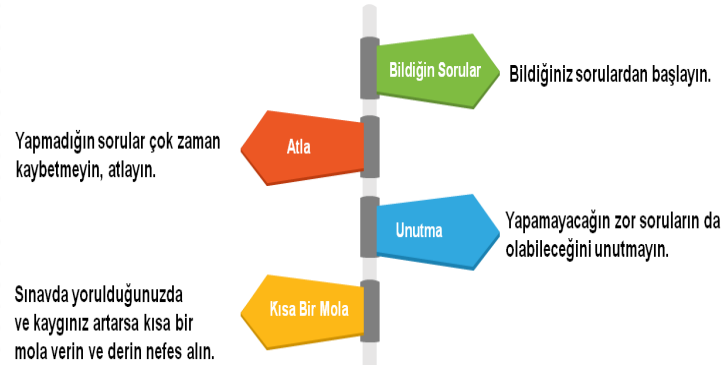 Bildiğin Sorular
Bildiğiniz sorulardan başlayın.
Atla
Yapmadığın sorular çok zaman
kaybetmeyin, atlayın.
Unutma
Yapamayacağın zor soruların da
olabileceğini unutmayın.
Kısa Bir Mola
Sınavda yorulduğunuzda
ve kaygınız artarsa kısa bir
mola verin ve derin nefes alın.